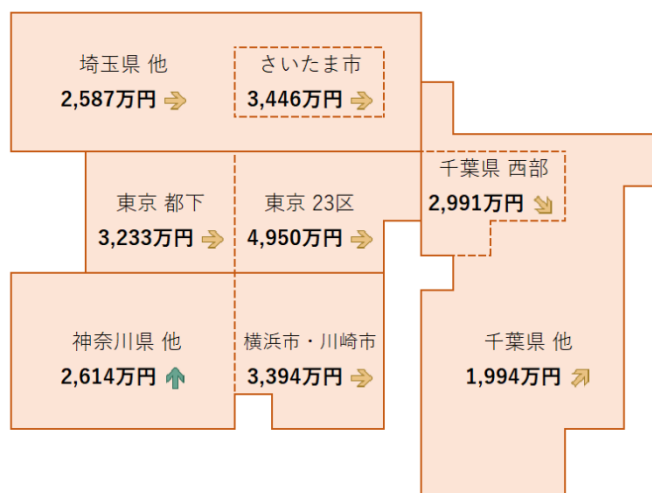 埼玉県 他
2,587万円
さいたま市
3,446万円
千葉県 西部
2,991万円
東京 都下
3,233万円
東京 23区
4,950万円
神奈川県 他
2,614万円
横浜市・川崎市
3,394万円
千葉県 他
1,994万円